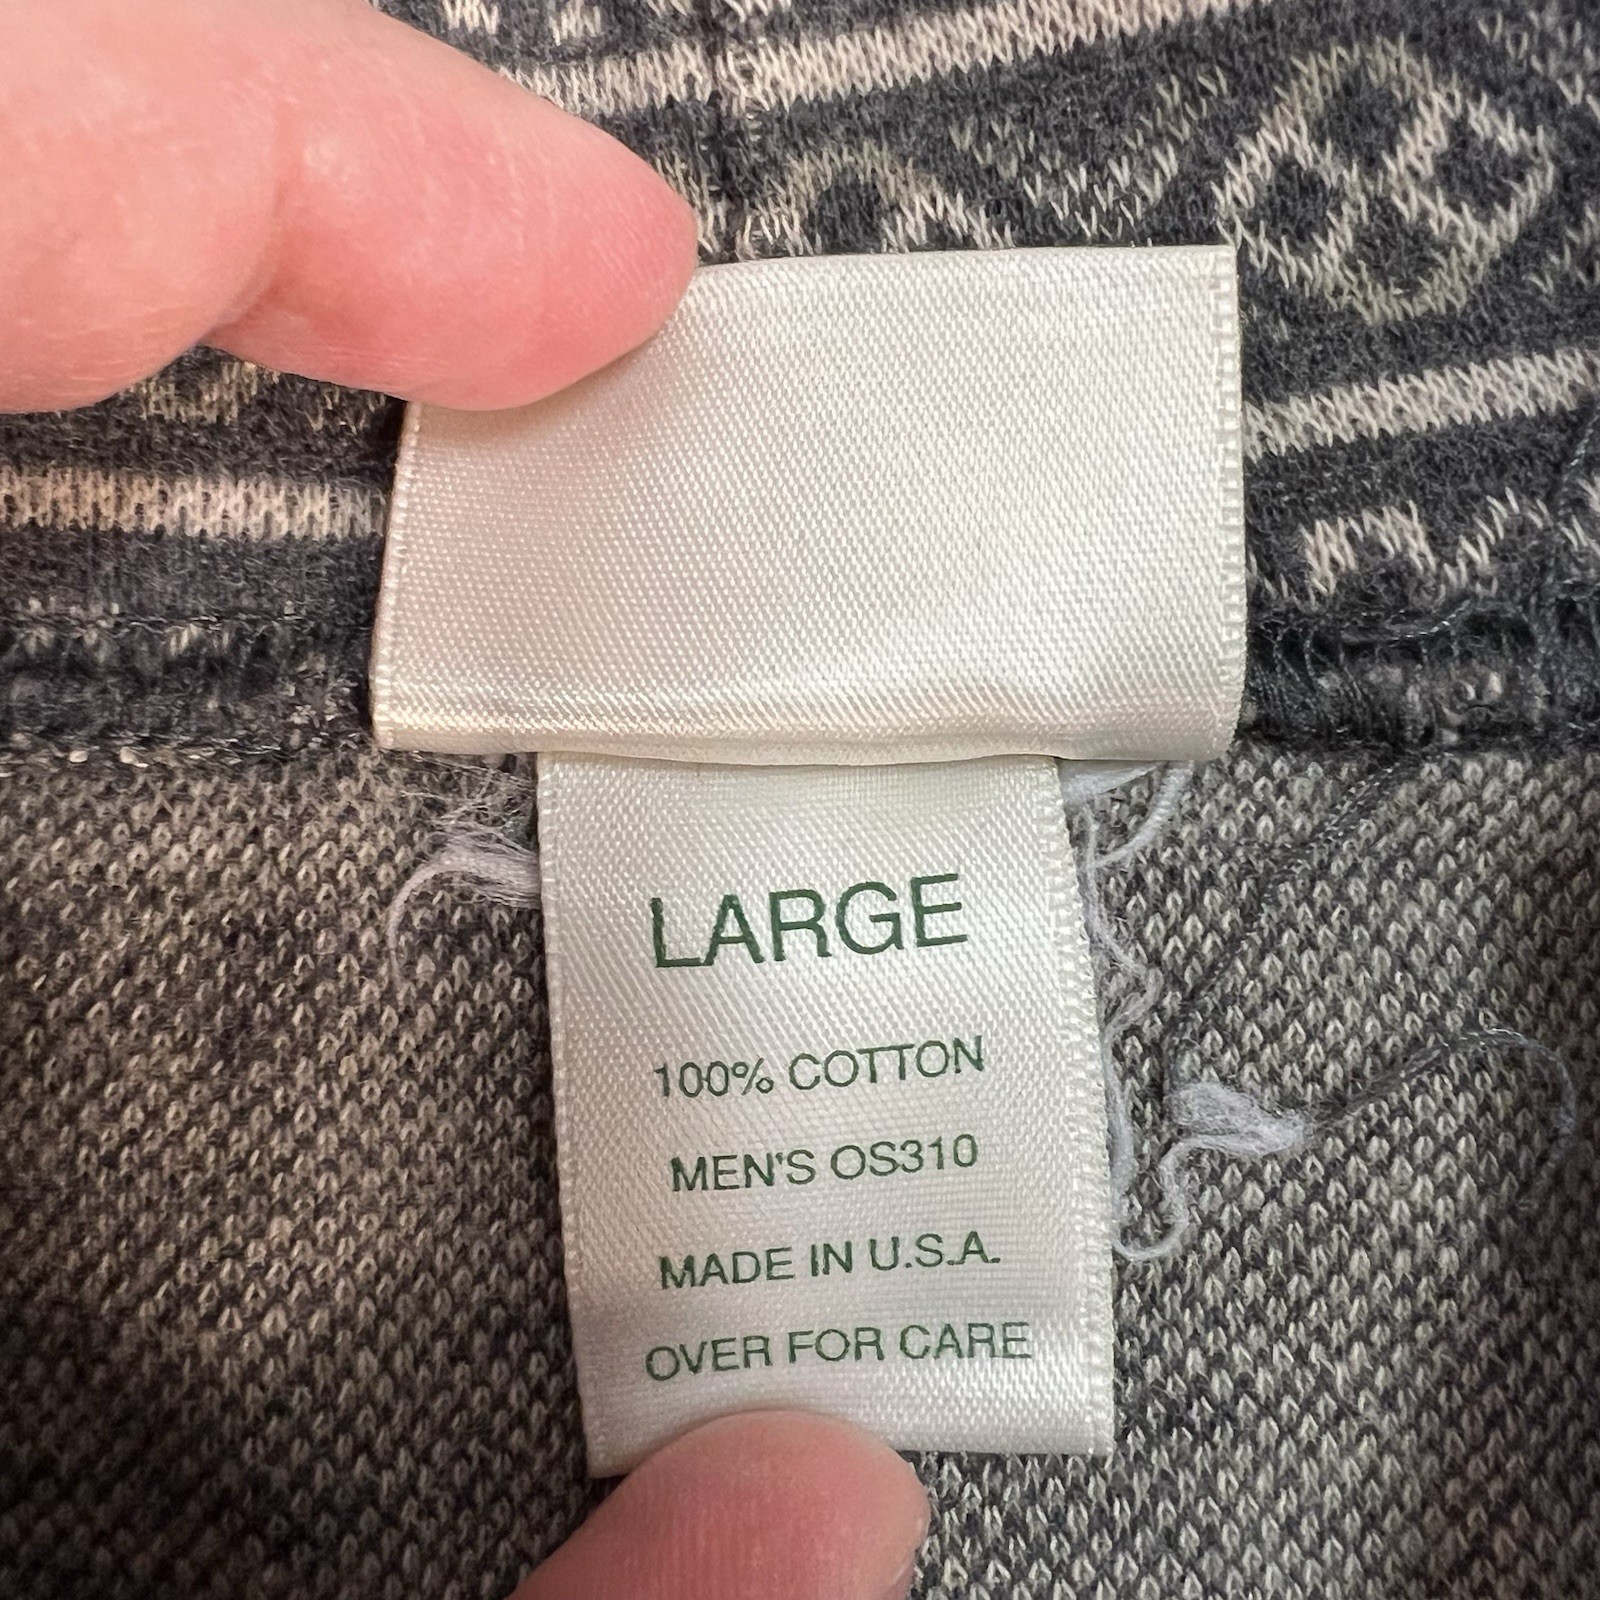 LARGE
100% COTTON
MEN'S OS310
MADE IN U.S.A.
OVER FOR CARE